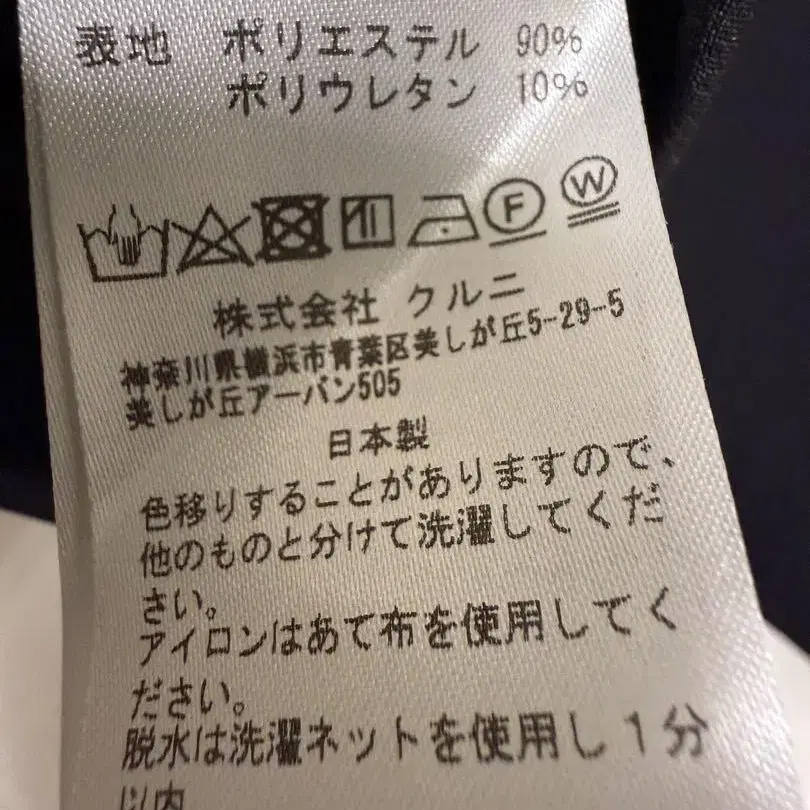 表地 ポリエステル 90%
ポリウレタン 10%
F W
株式会社 クルニ
神奈川県横浜市青葉区美しが丘5-29-5
美しが丘アーバン505
日本製
色移りすることがありますので、
他のものと分けて洗濯してくだ
さい。
アイロンはあて布を使用してく
ださい。
脱水は洗濯ネットを使用し1分
以内